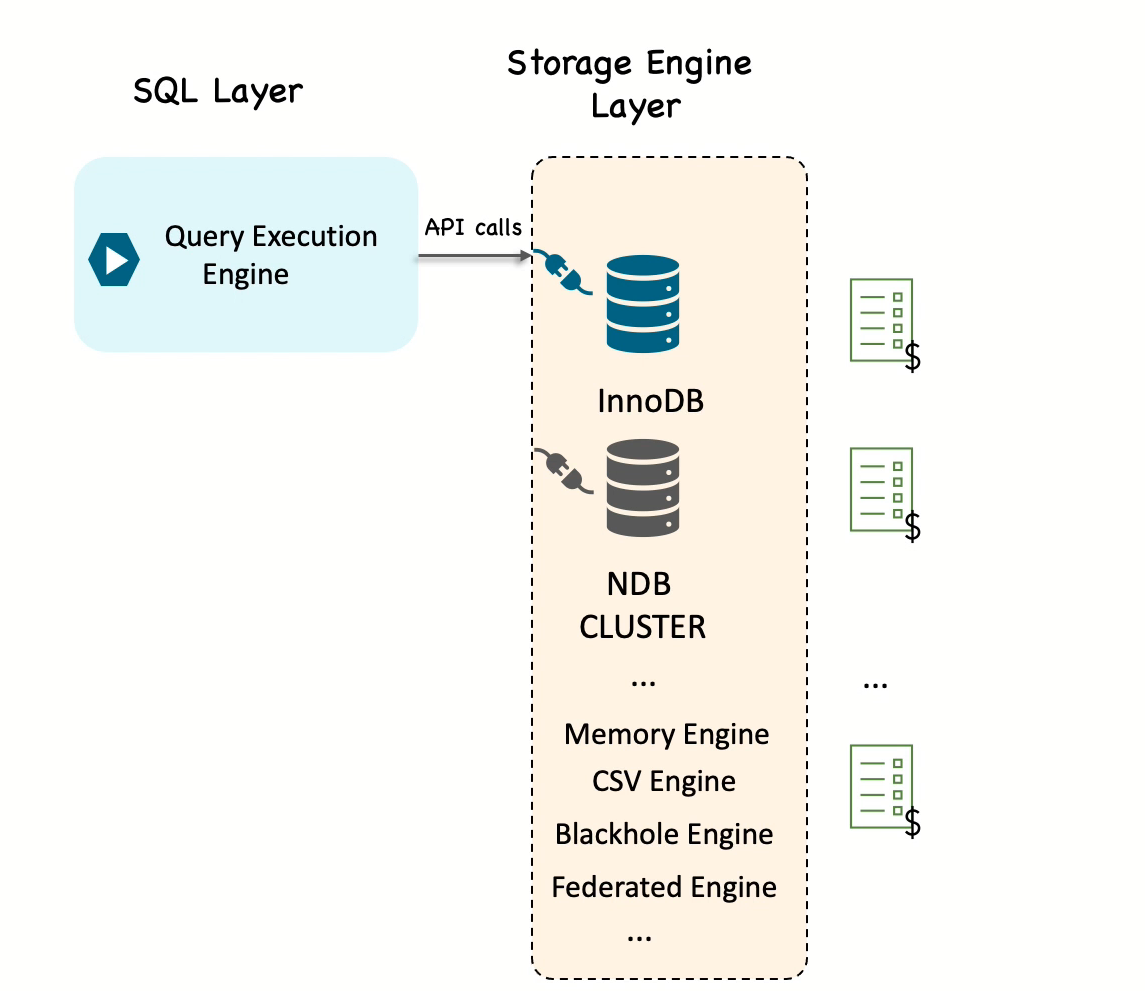 SQL Layer
Storage Engine
Layer
Query Execution
Engine
API calls
InnoDB
$
NDB
CLUSTER
$
...
...
Memory Engine
CSV Engine
$
Blackhole Engine
Federated Engine
...